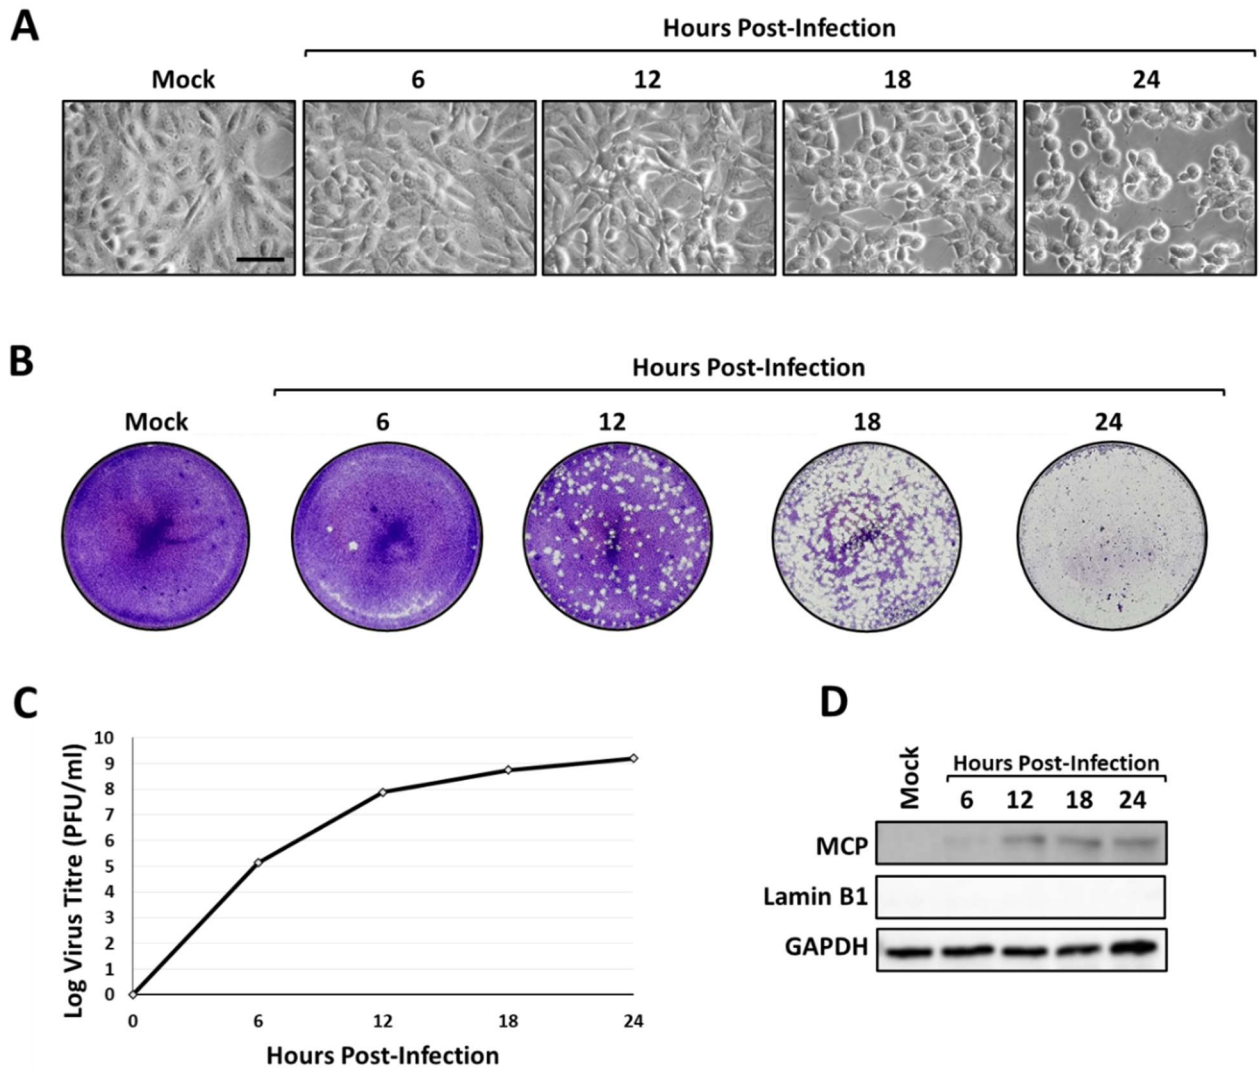 A
Hours Post-Infection
Mock 6 12 18 24
B
Hours Post-Infection
Mock 6 12 18 24
C
Log Virus Titre (PFU/ml)
10
9
8
7
6
5
4
3
2
1
0
0 6 12 18 24
Hours Post-Infection
D
Mock
Hours Post-Infection
6 12 18 24
MCP
Lamin B1
GAPDH